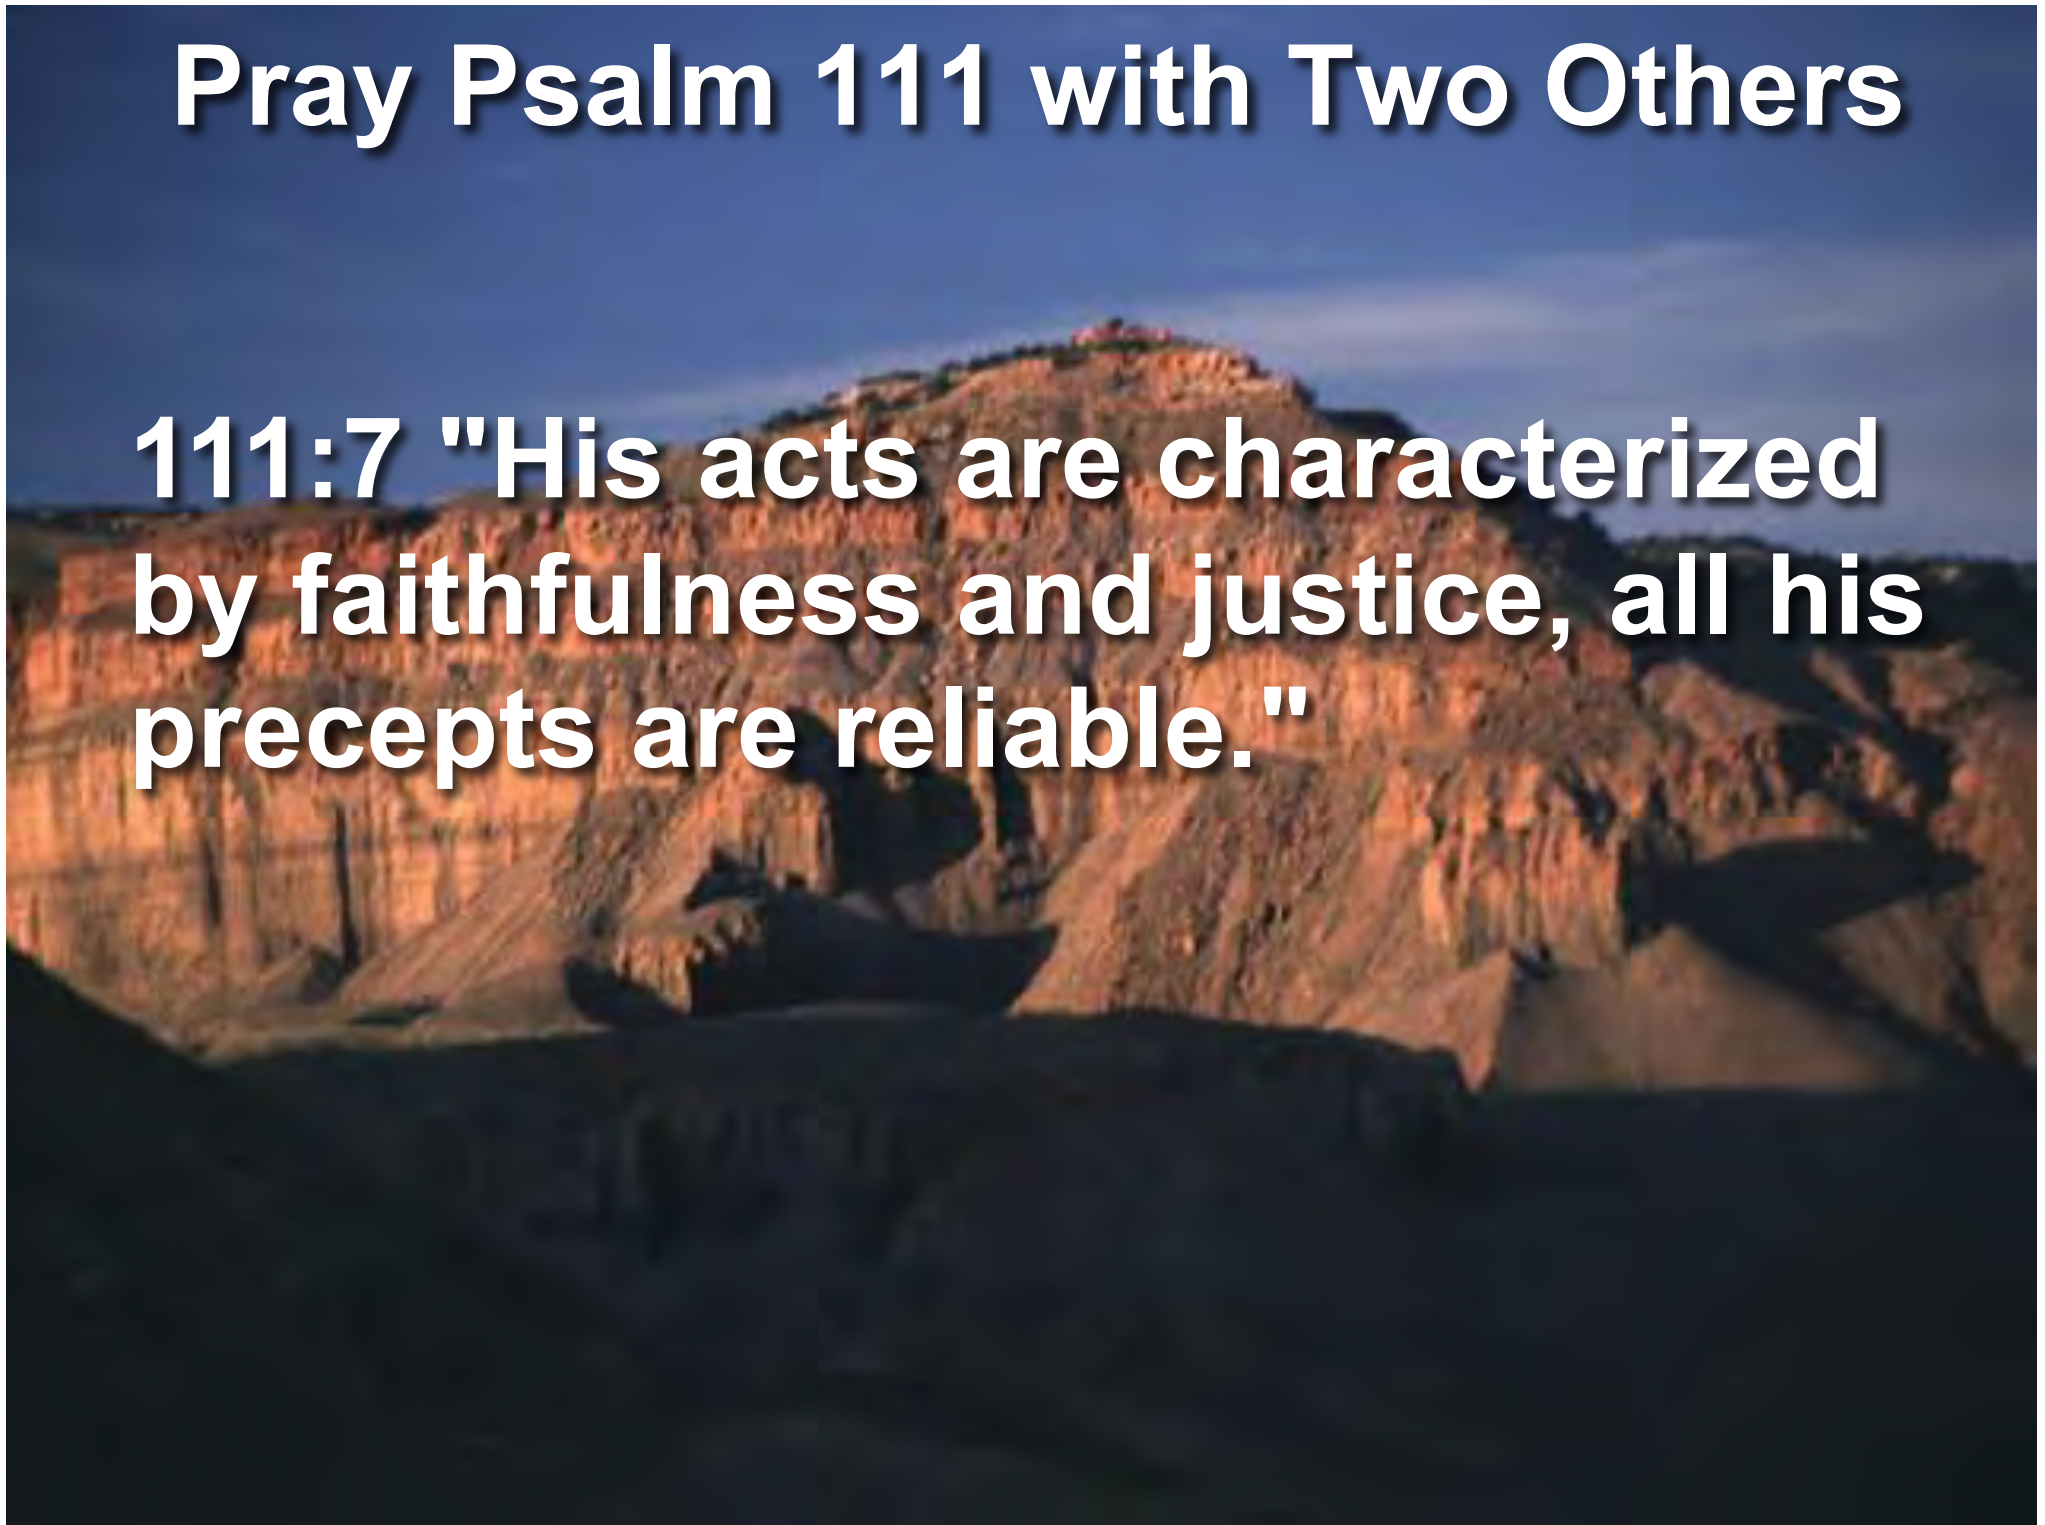 Pray Psalm 111 with Two Others
111:7 "His acts are characterized
by faithfulness and justice, all his
precepts are reliable."